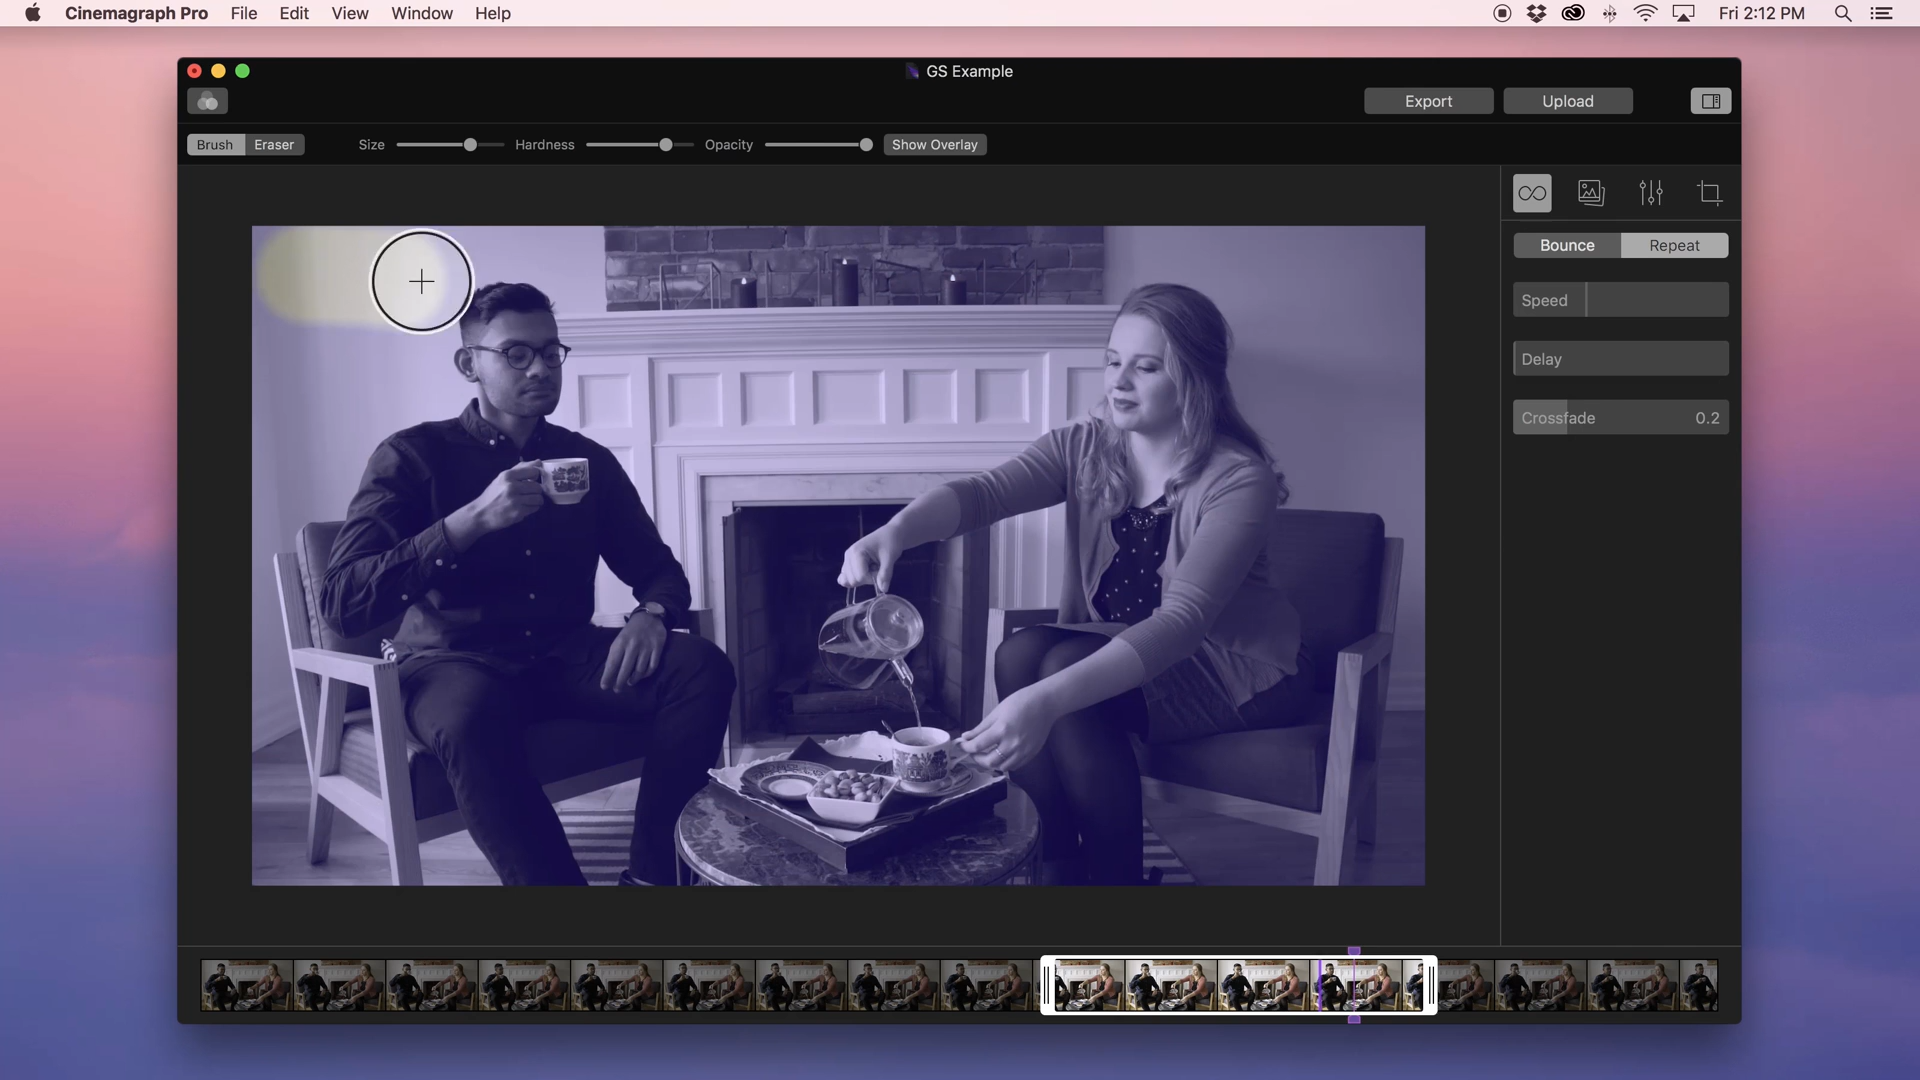 Cinemagraph Pro File Edit View Window Help Fri 2:12 PM
GS Example
Export Upload
Brush Eraser Size Hardness Opacity Show Overlay
Bounce Repeat
Speed
Delay
Crossfade 0.2